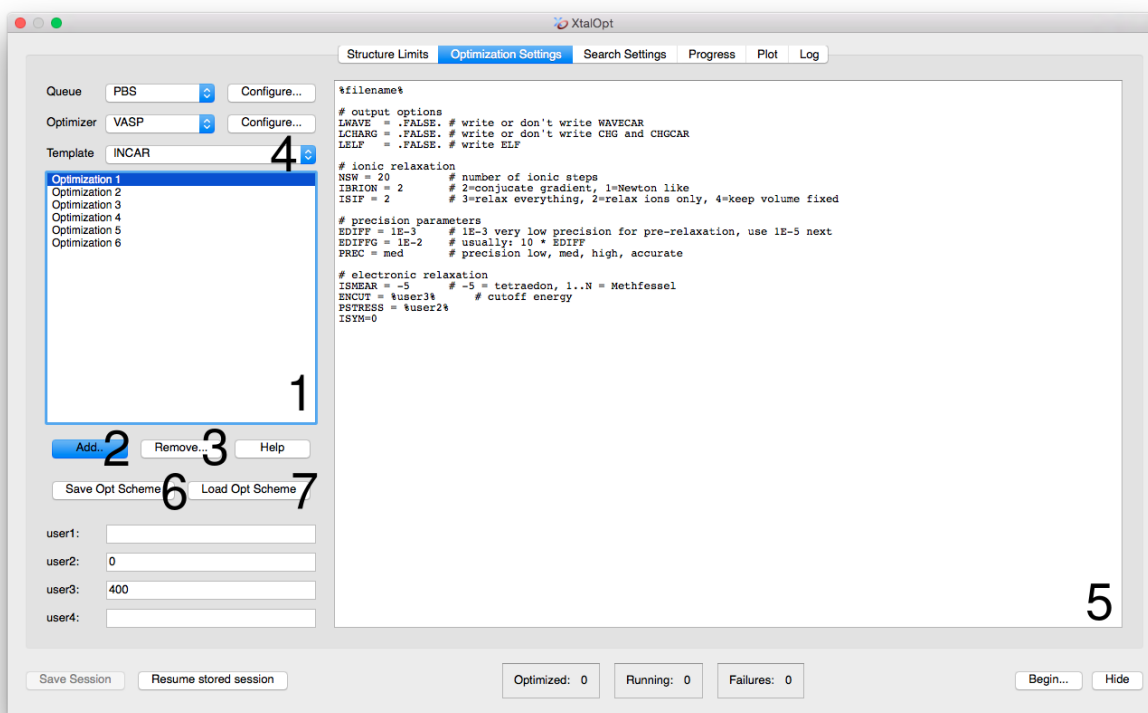 XtalOpt
Structure Limits Optimization Settings Search Settings Progress Plot Log
Queue PBS Configure...
Optimizer VASP Configure...
Template INCAR 4
Optimization 1
Optimization 2
Optimization 3
Optimization 4
Optimization 5
Optimization 6
1
Add.. 2 Remove... 3 Help
Save Opt Scheme 6 Load Opt Scheme 7
user1:
user2: 0
user3: 400
user4:
%filename%
# output options
LWAVE = .FALSE. # write or don't write WAVECAR
LCHARG = .FALSE. # write or don't write CHG and CHGCAR
LELF = .FALSE. # write ELF
# ionic relaxation
NSW = 20 # number of ionic steps
IBRION = 2 # 2=conjucate gradient, 1=Newton like
ISIF = 2 # 3=relax everything, 2=relax ions only, 4=keep volume fixed
# precision parameters
EDIFF = 1E-3 # 1E-3 very low precision for pre-relaxation, use 1E-5 next
EDIFFG = 1E-2 # usually: 10 * EDIFF
PREC = med # precision low, med, high, accurate
# electronic relaxation
ISMEAR = -5 # -5 = tetraedon, 1..N = Methfessel
ENCUT = %user3% # cutoff energy
PSTRESS = %user2%
ISYM=0
5
Save Session Resume stored session Optimized: 0 Running: 0 Failures: 0 Begin... Hide